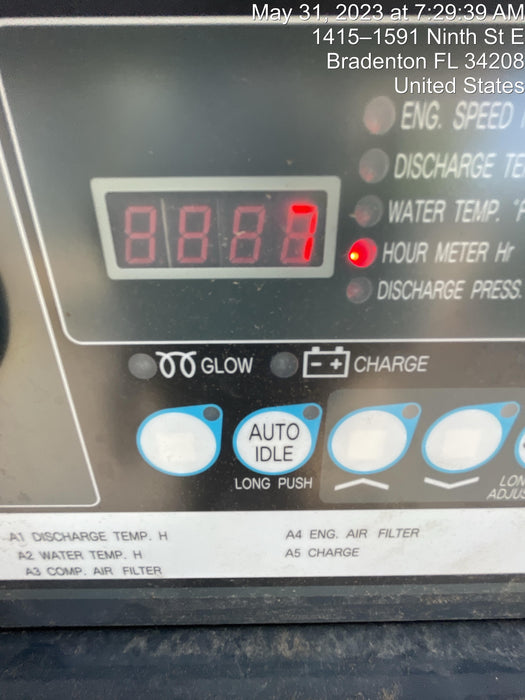 May 31, 2023 at 7:29:39 AM
1415–1591 Ninth St E
Bradenton FL 34208
United States
ENG. SPEED
DISCHARGE
WATER TEMP. °F
7
HOUR METER Hr
DISCHARGE PRESS.
GLOW
- +
CHARGE
AUTO
IDLE
LONG PUSH
A1 DISCHARGE TEMP. H
A2 WATER TEMP. H
A3 COMP. AIR FILTER
A4 ENG. AIR FILTER
A5 CHARGE